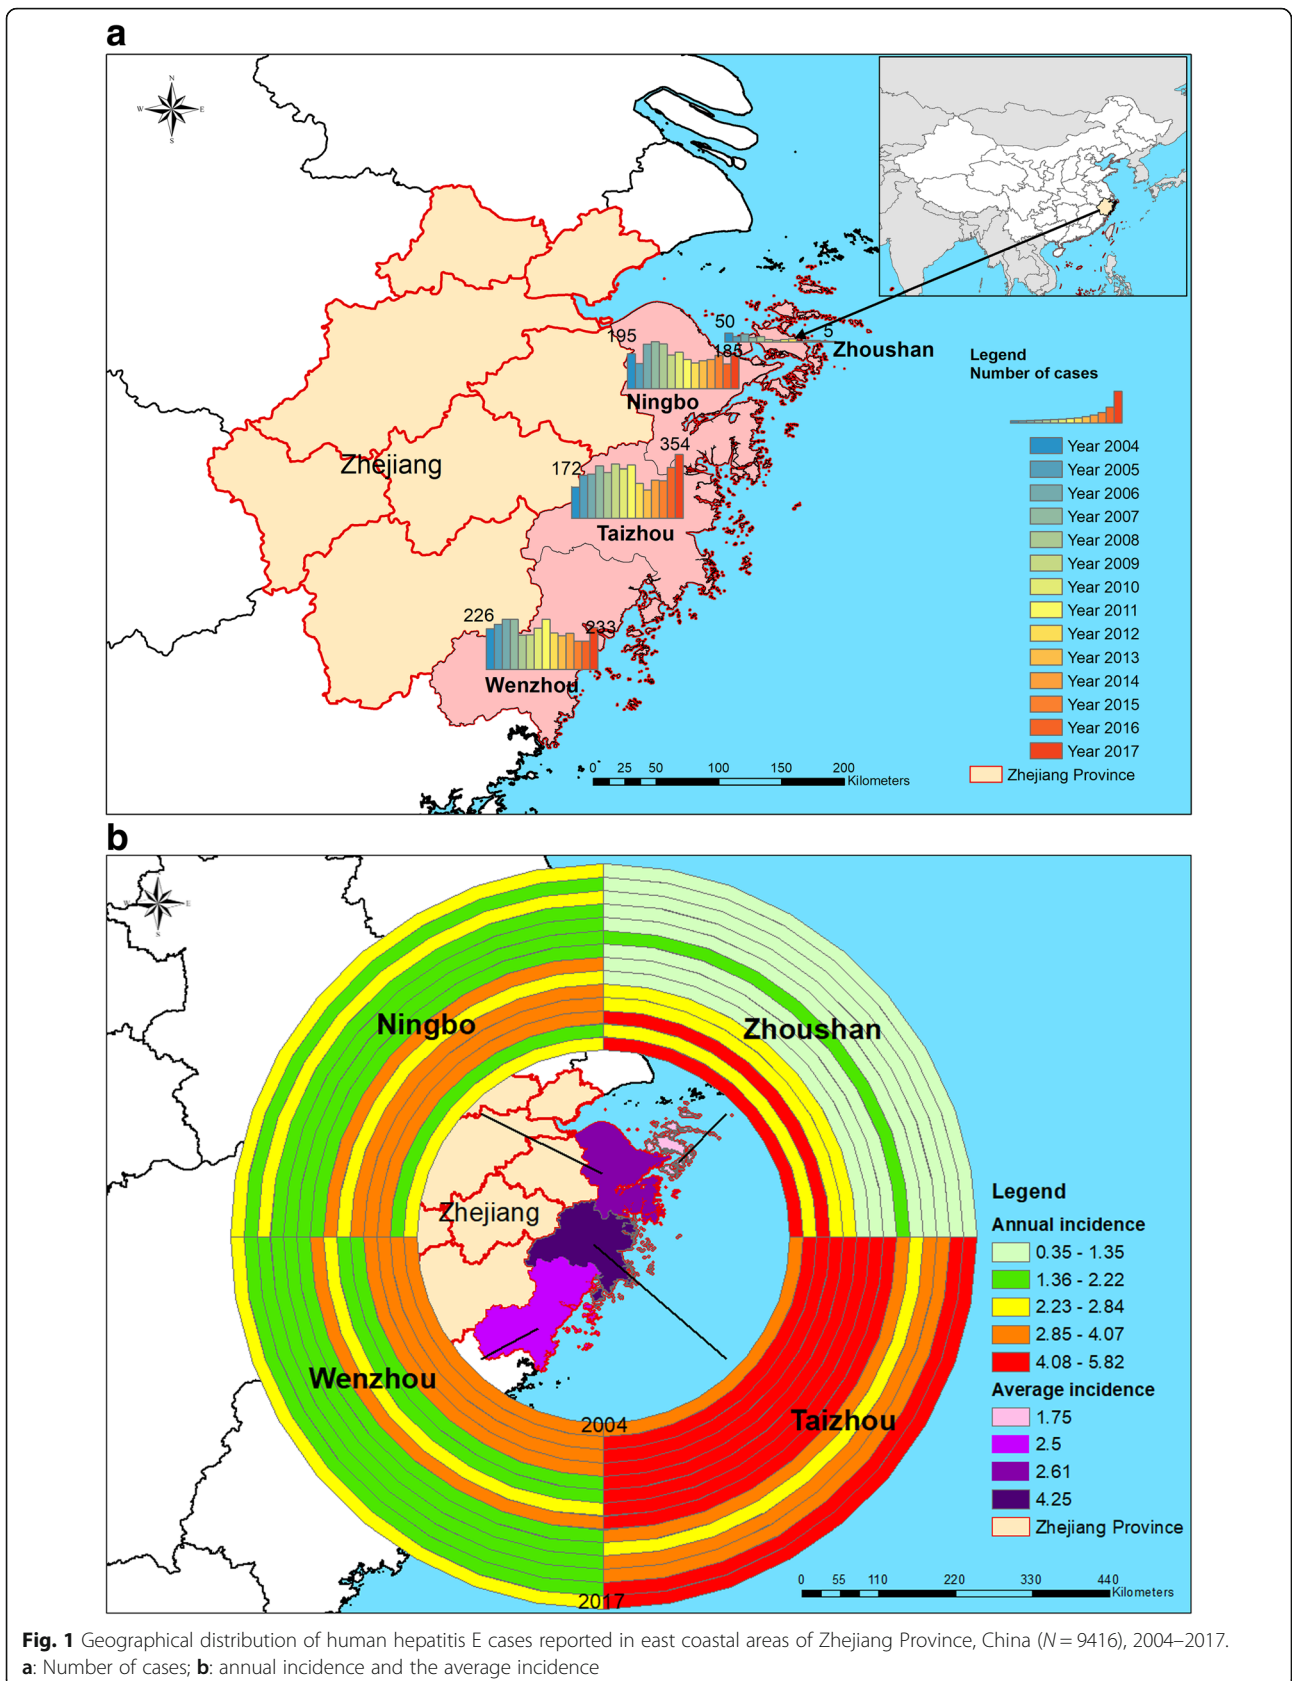 a
N
W E
S
50
5
195
185
Zhoushan
Ningbo
Legend
Number of cases
354
172
Zhejiang
Taizhou
226
233
Wenzhou
Year 2004
Year 2005
Year 2006
Year 2007
Year 2008
Year 2009
Year 2010
Year 2011
Year 2012
Year 2013
Year 2014
Year 2015
Year 2016
Year 2017
Zhejiang Province
0 25 50 100 150 200
Kilometers
b
N
W E
S
Ningbo
Zhoushan
Zhejiang
Wenzhou
Taizhou
2004
2017
Legend
Annual incidence
0.35 - 1.35
1.36 - 2.22
2.23 - 2.84
2.85 - 4.07
4.08 - 5.82
Average incidence
1.75
2.5
2.61
4.25
Zhejiang Province
0 55 110 220 330 440
Kilometers
Fig. 1 Geographical distribution of human hepatitis E cases reported in east coastal areas of Zhejiang Province, China (N = 9416), 2004–2017.
a: Number of cases; b: annual incidence and the average incidence